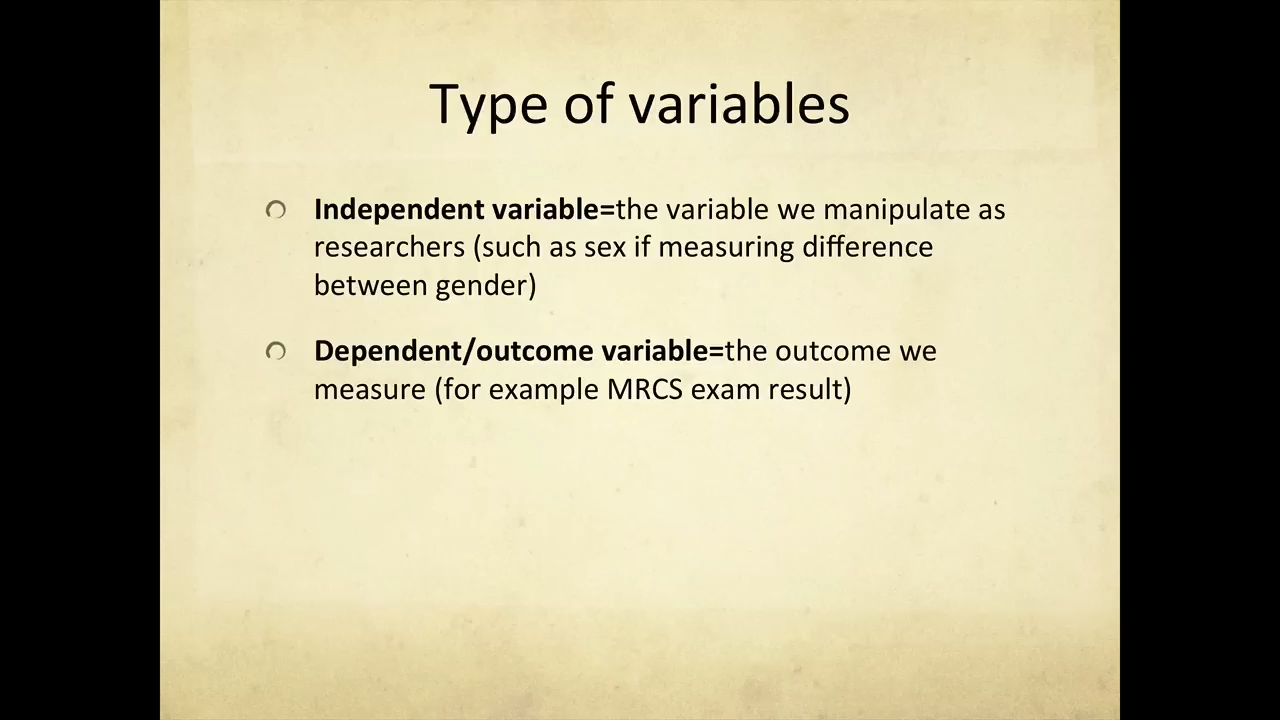 Type of variables
Independent variable=the variable we manipulate as
researchers (such as sex if measuring difference
between gender)
Dependent/outcome variable=the outcome we
measure (for example MRCS exam result)